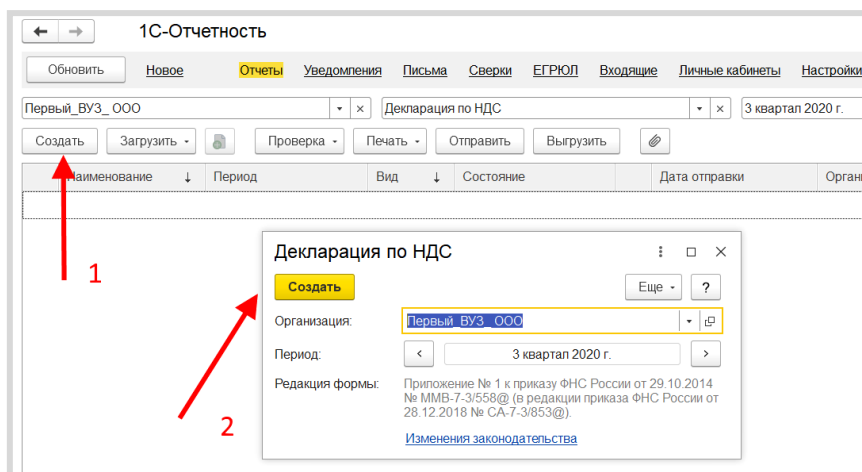 1С-Отчетность
Обновить Новое Отчеты Уведомления Письма Сверки ЕГРЮЛ Входящие Личные кабинеты Настройки
Первый_ВУЗ_ ООО Декларация по НДС 3 квартал 2020 г.
Создать Загрузить Проверка Печать Отправить Выгрузить
Наименование ↓ Период Вид ↓ Состояние Дата отправки
1
Декларация по НДС
Создать Еще ?
Организация: Первый_ВУЗ_ ООО
Период: 3 квартал 2020 г.
Редакция формы: Приложение № 1 к приказу ФНС России от 29.10.2014
№ ММВ-7-3/558@ (в редакции приказа ФНС России от
28.12.2018 № СА-7-3/853@).
2
Изменения законодательства